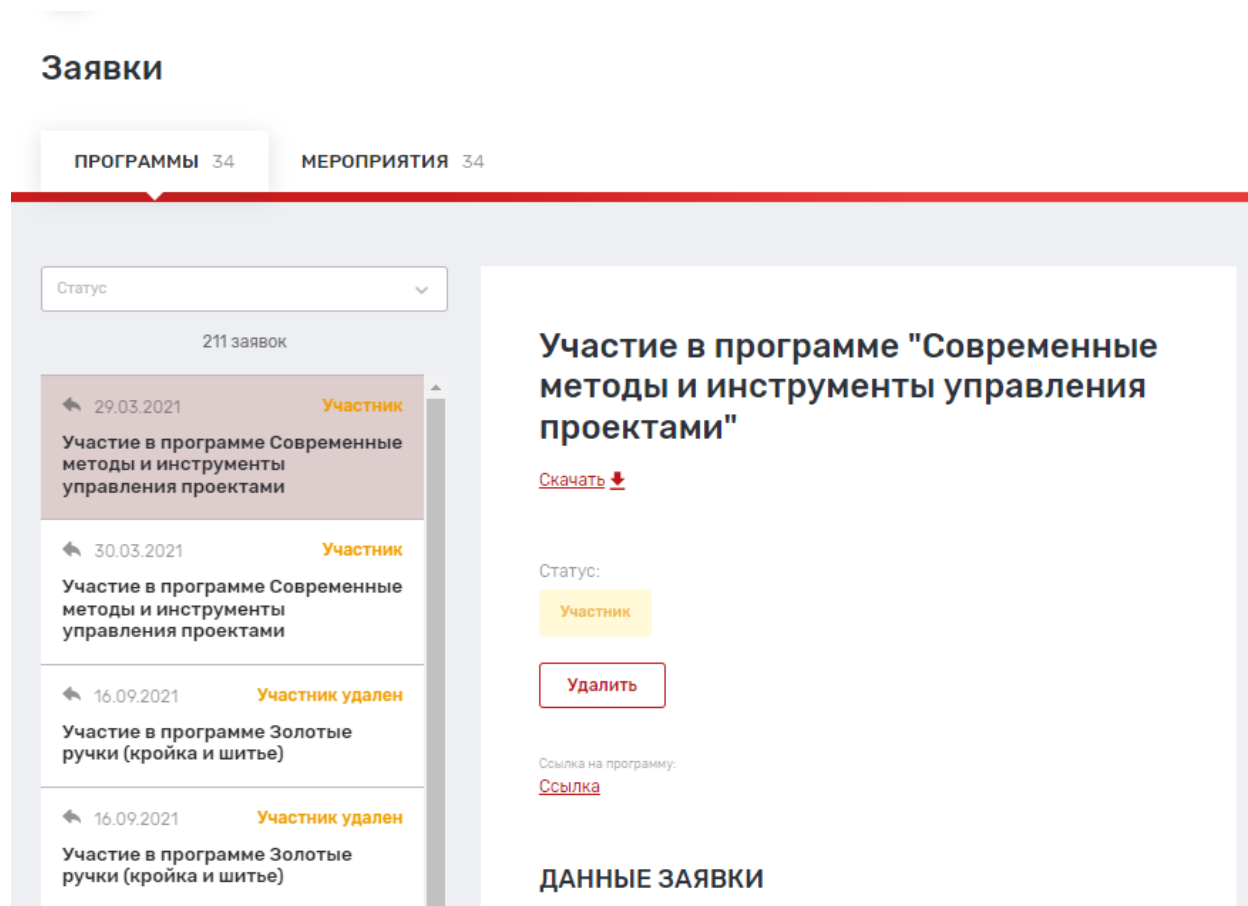 Заявки
ПРОГРАММЫ 34 МЕРОПРИЯТИЯ 34
Статус
211 заявок
29.03.2021 Участник
Участие в программе Современные
методы и инструменты
управления проектами
30.03.2021 Участник
Участие в программе Современные
методы и инструменты
управления проектами
16.09.2021 Участник удален
Участие в программе Золотые
ручки (кройка и шитье)
16.09.2021 Участник удален
Участие в программе Золотые
ручки (кройка и шитье)
Участие в программе "Современные
методы и инструменты управления
проектами"
Скачать
Статус:
Участник
Удалить
Ссылка на программу:
Ссылка
ДАННЫЕ ЗАЯВКИ